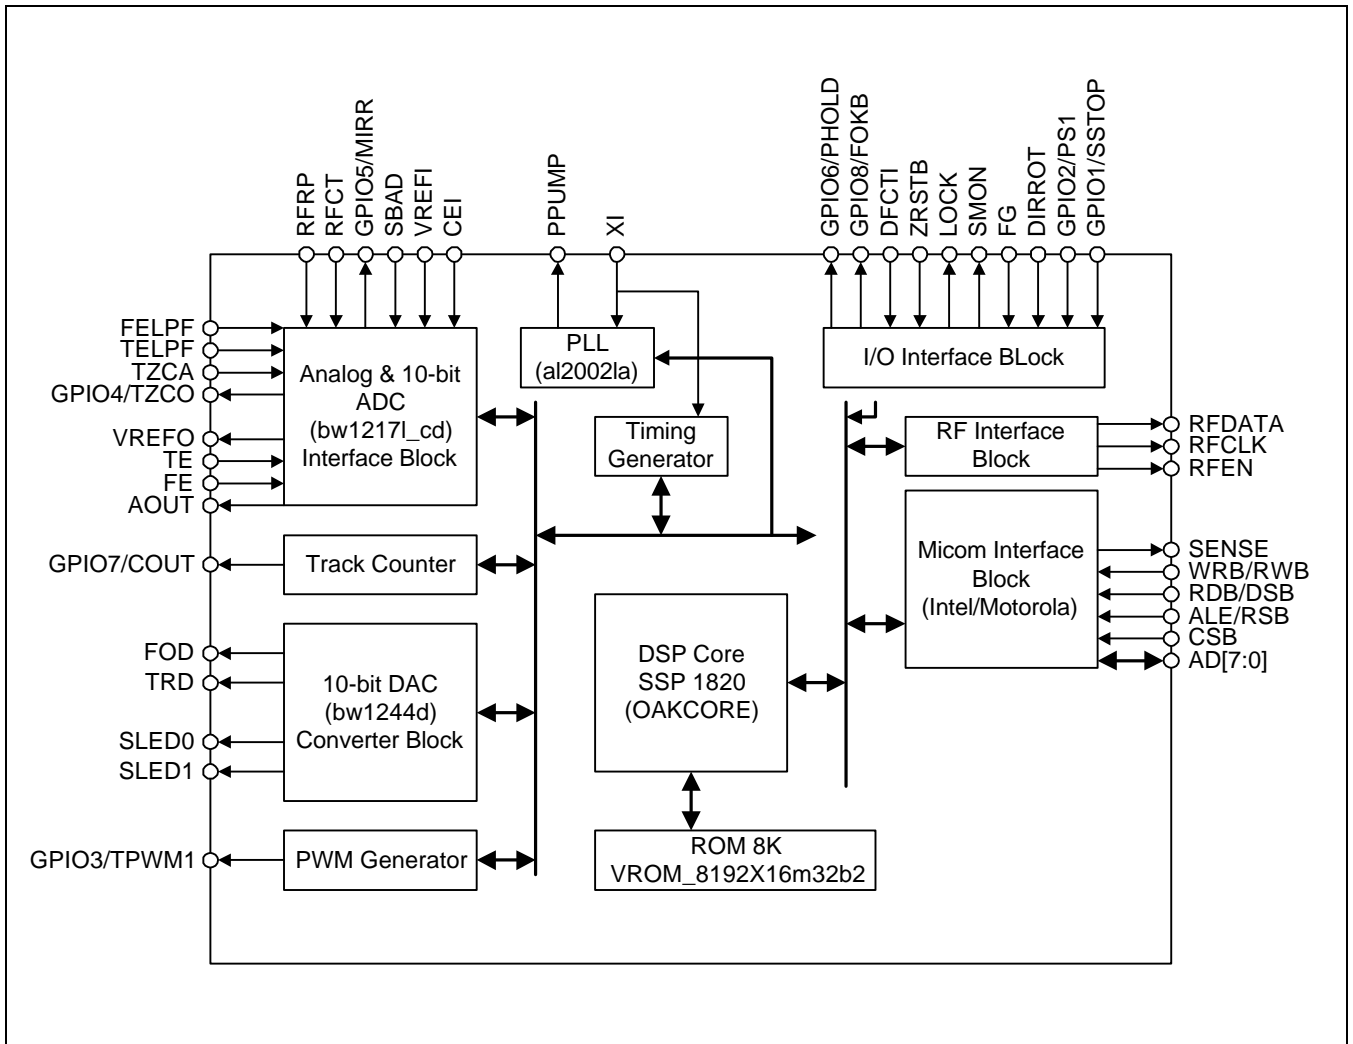 RFRP
RFCT
GPIO5/MIRR
SBAD
VREFI
CEI
PPUMP
XI
GPIO6/PHOLD
GPIO8/FOKB
DFCTI
ZRSTB
LOCK
SMON
FG
DIRROT
GPIO2/PS1
GPIO1/SSTOP
FELPF
TELPF
TZCA
GPIO4/TZCO
VREFO
TE
FE
AOUT
GPIO7/COUT
FOD
TRD
SLED0
SLED1
GPIO3/TPWM1
Analog & 10-bit
ADC
(bw1217l_cd)
Interface Block
Track Counter
10-bit DAC
(bw1244d)
Converter Block
PWM Generator
PLL
(al2002la)
Timing
Generator
DSP Core
SSP 1820
(OAKCORE)
ROM 8K
VROM_8192X16m32b2
I/O Interface BLock
RF Interface
Block
Micom Interface
Block
(Intel/Motorola)
RFDATA
RFCLK
RFEN
SENSE
WRB/RWB
RDB/DSB
ALE/RSB
CSB
AD[7:0]